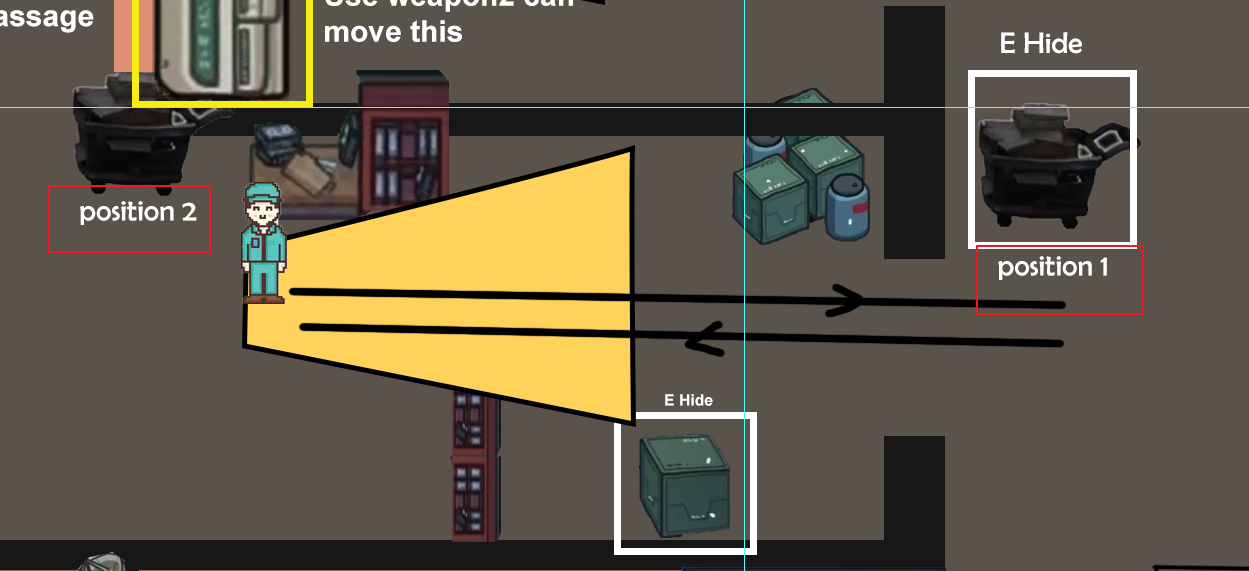 assage
Use weapon2 can
move this
E Hide
position 2
position 1
E Hide